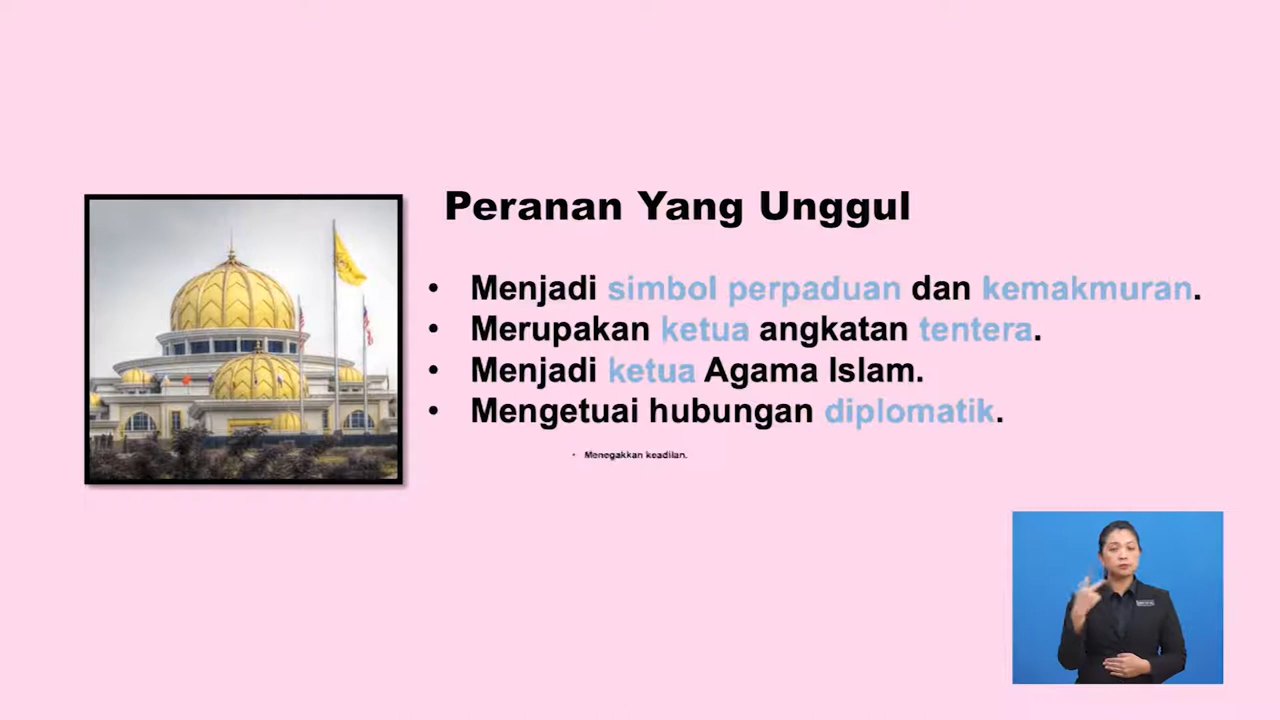 Peranan Yang Unggul
• Menjadi simbol perpaduan dan kemakmuran.
• Merupakan ketua angkatan tentera.
• Menjadi ketua Agama Islam.
• Mengetuai hubungan diplomatik.
• Menegakkan keadilan.